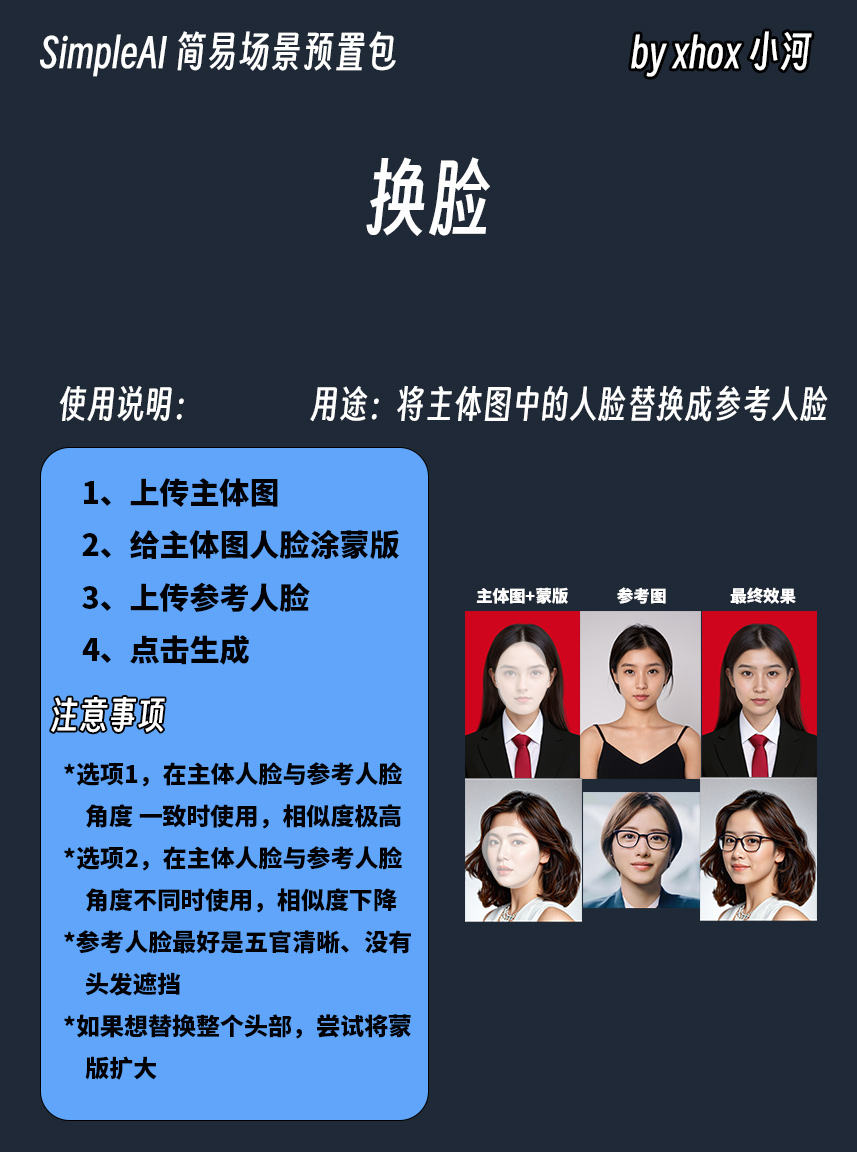 SimpleAI 简易场景预置包
by xhox 小河
换脸
使用说明：
用途：将主体图中的人脸替换成参考人脸
1、上传主体图
2、给主体图人脸涂蒙版
3、上传参考人脸
4、点击生成
注意事项
*选项1，在主体人脸与参考人脸
角度 一致时使用，相似度极高
*选项2，在主体人脸与参考人脸
角度不同时使用，相似度下降
*参考人脸最好是五官清晰、没有
头发遮挡
*如果想替换整个头部，尝试将蒙
版扩大
主体图+蒙版
参考图
最终效果